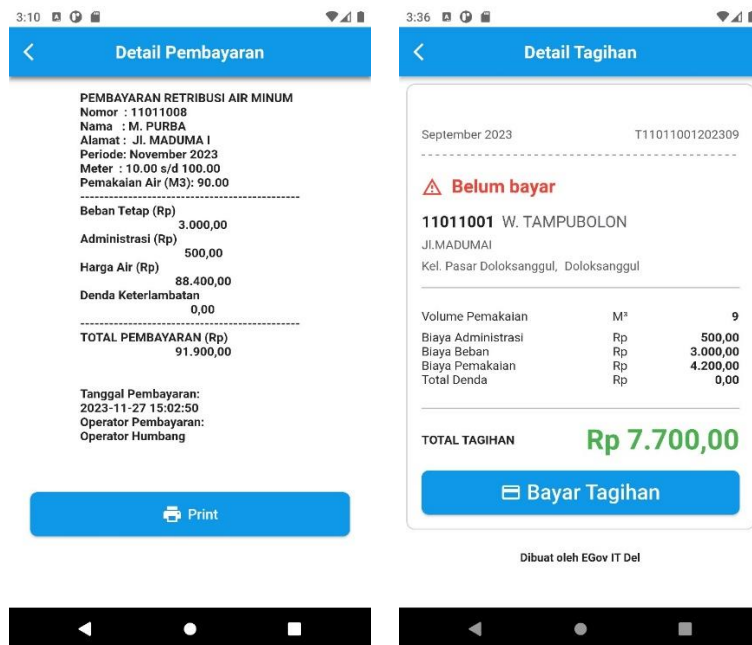 3:10
Detail Pembayaran
PEMBAYARAN RETRIBUSI AIR MINUM
Nomor : 11011008
Nama : M. PURBA
Alamat : Jl. MADUMA I
Periode: November 2023
Meter : 10.00 s/d 100.00
Pemakaian Air (M3): 90.00
----------------------------------------------
Beban Tetap (Rp)
3.000,00
Administrasi (Rp)
500,00
Harga Air (Rp)
88.400,00
Denda Keterlambatan
0,00
----------------------------------------------
TOTAL PEMBAYARAN (Rp)
91.900,00
Tanggal Pembayaran:
2023-11-27 15:02:50
Operator Pembayaran:
Operator Humbang
Print
3:36
Detail Tagihan
September 2023 T11011001202309
Belum bayar
11011001 W. TAMPUBOLON
Jl.MADUMAI
Kel. Pasar Doloksanggul, Doloksanggul
Volume Pemakaian M³ 9
Biaya Administrasi Rp 500,00
Biaya Beban Rp 3.000,00
Biaya Pemakaian Rp 4.200,00
Total Denda Rp 0,00
TOTAL TAGIHAN Rp 7.700,00
Bayar Tagihan
Dibuat oleh EGov IT Del